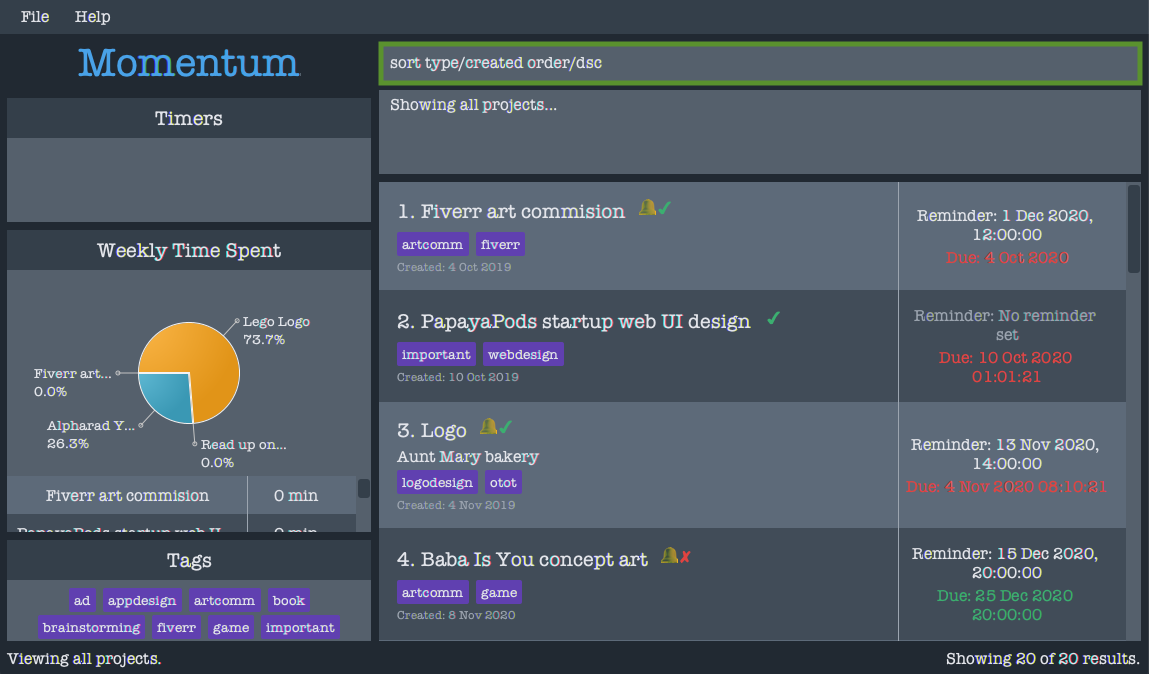 File Help
Momentum
sort type/created order/dsc
Showing all projects...
Timers
Weekly Time Spent
Lego Logo
73.7%
Fiverr art...
0.0%
Alpharad Y...
26.3%
Read up on...
0.0%
Fiverr art commision 0 min
PapayaPods startup web U... 0 min
Tags
ad appdesign artcomm book
brainstorming fiverr game important
1. Fiverr art commision
artcomm fiverr
Created: 4 Oct 2019
Reminder: 1 Dec 2020,
12:00:00
Due: 4 Oct 2020
2. PapayaPods startup web UI design
important webdesign
Created: 10 Oct 2019
Reminder: No reminder
set
Due: 10 Oct 2020
01:01:21
3. Logo
Aunt Mary bakery
logodesign otot
Created: 4 Nov 2019
Reminder: 13 Nov 2020,
14:00:00
Due: 4 Nov 2020 08:10:21
4. Baba Is You concept art
artcomm game
Created: 8 Nov 2020
Reminder: 15 Dec 2020,
20:00:00
Due: 25 Dec 2020
20:00:00
Viewing all projects.
Showing 20 of 20 results.